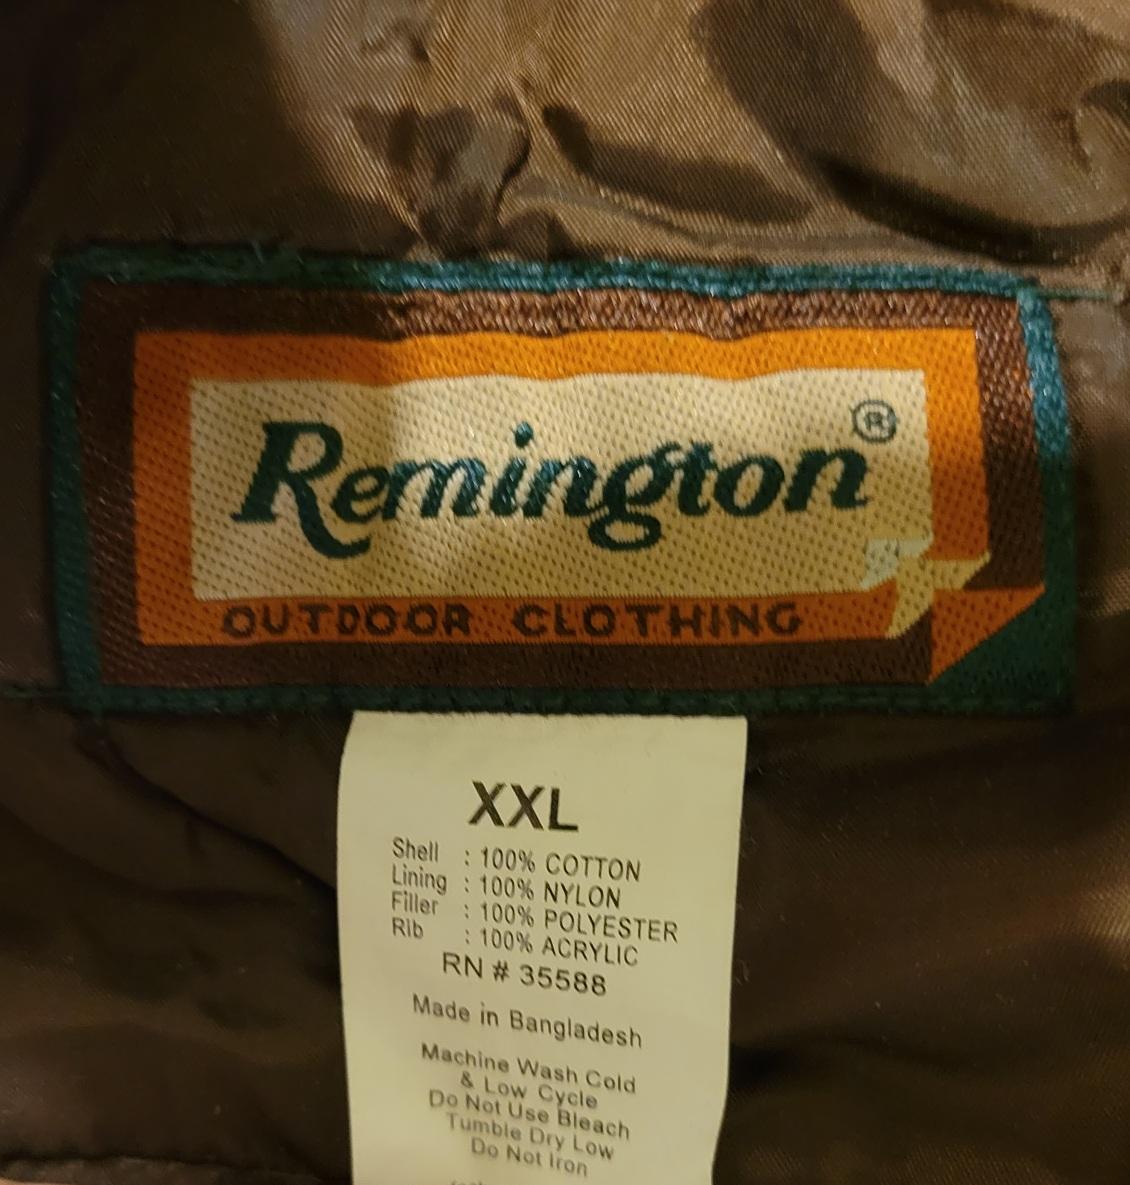 Remington®
OUTDOOR CLOTHING
XXL
Shell : 100% COTTON
Lining : 100% NYLON
Filler : 100% POLYESTER
Rib : 100% ACRYLIC
RN # 35588
Made in Bangladesh
Machine Wash Cold
& Low Cycle
Do Not Use Bleach
Tumble Dry Low
Do Not Iron